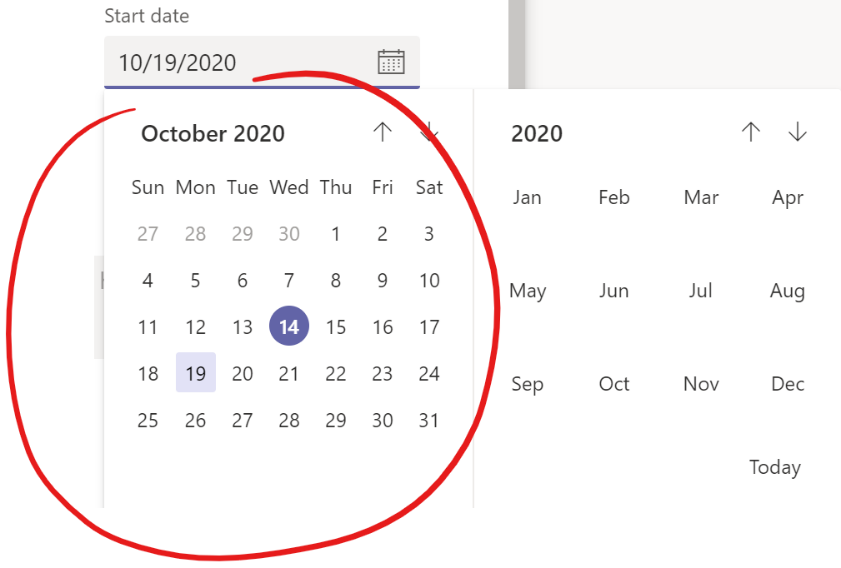 Start date
10/19/2020
October 2020
Sun Mon Tue Wed Thu Fri Sat
27 28 29 30 1 2 3
4 5 6 7 8 9 10
11 12 13 14 15 16 17
18 19 20 21 22 23 24
25 26 27 28 29 30 31
2020
Jan Feb Mar Apr
May Jun Jul Aug
Sep Oct Nov Dec
Today